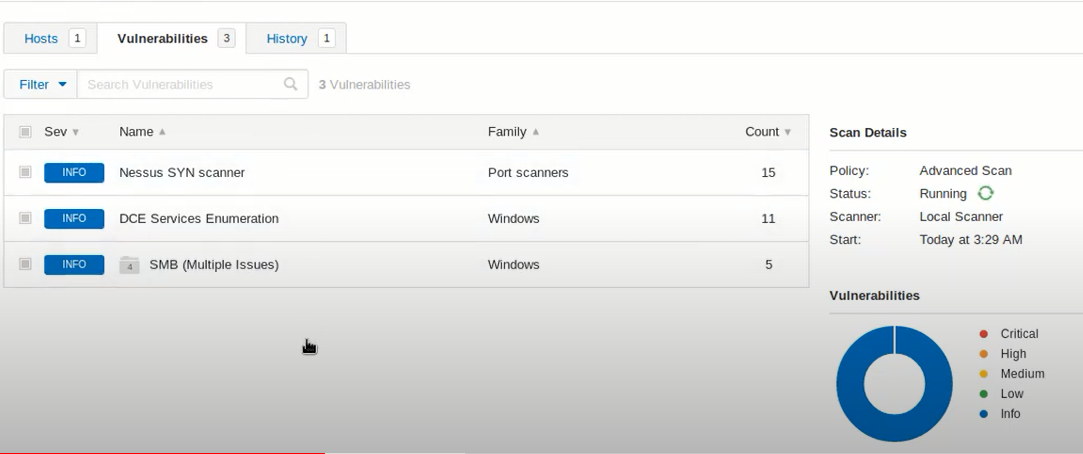 Hosts 1 Vulnerabilities 3 History 1
Filter Search Vulnerabilities 3 Vulnerabilities
Sev Name Family Count
INFO Nessus SYN scanner Port scanners 15
INFO DCE Services Enumeration Windows 11
INFO 4 SMB (Multiple Issues) Windows 5
Scan Details
Policy: Advanced Scan
Status: Running
Scanner: Local Scanner
Start: Today at 3:29 AM
Vulnerabilities
Critical
High
Medium
Low
Info